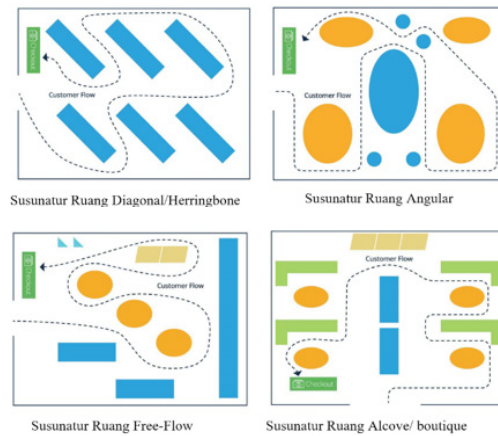 Checkout
Customer Flow
Susunatur Ruang Diagonal/Herringbone
Checkout
Customer Flow
Susunatur Ruang Angular
Checkout
Customer Flow
Susunatur Ruang Free-Flow
Customer Flow
Checkout
Susunatur Ruang Alcove/ boutique